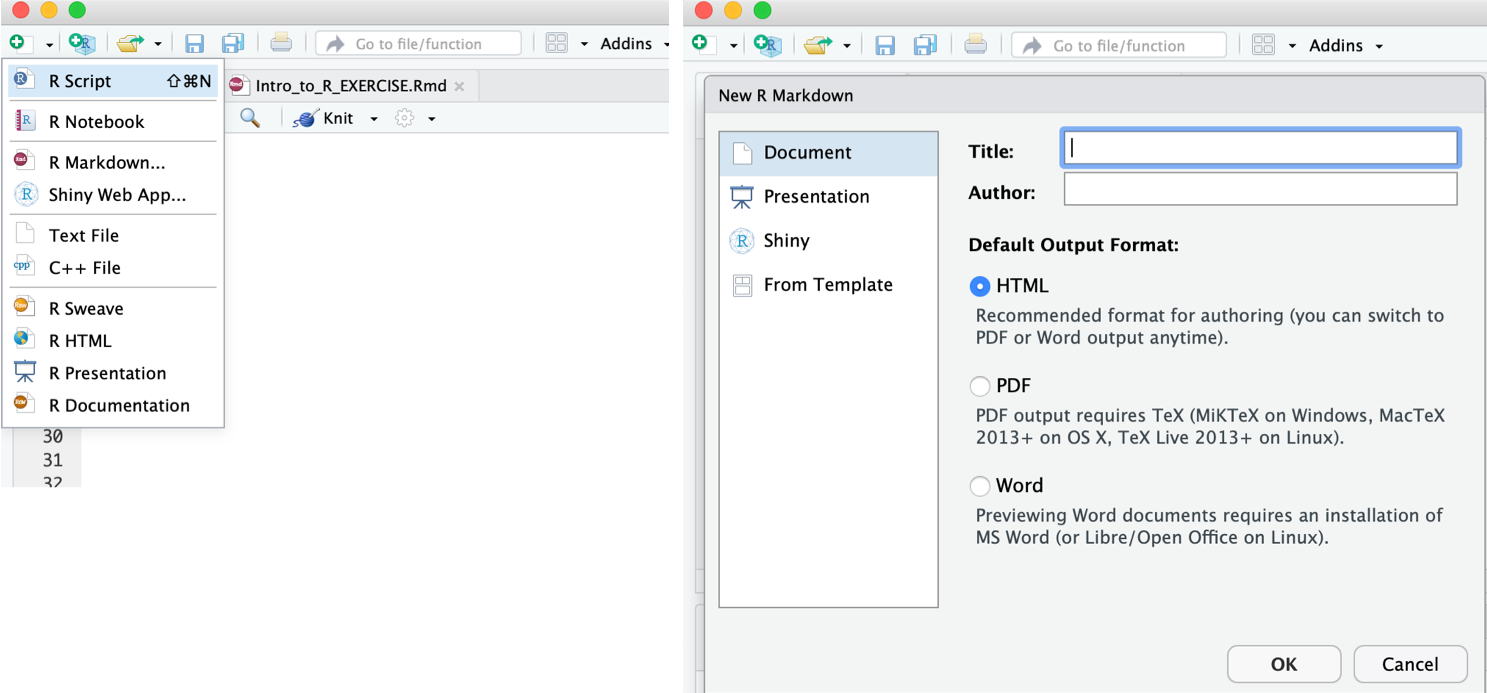 Go to file/function
Addins
R Script ⇧⌘N
R Notebook
R Markdown...
Shiny Web App...
Text File
C++ File
R Sweave
R HTML
R Presentation
R Documentation
Intro_to_R_EXERCISE.Rmd
Knit
30
31
32
Go to file/function
Addins
New R Markdown
Document
Presentation
Shiny
From Template
Title:
Author:
Default Output Format:
HTML
Recommended format for authoring (you can switch to
PDF or Word output anytime).
PDF
PDF output requires TeX (MiKTeX on Windows, MacTeX
2013+ on OS X, TeX Live 2013+ on Linux).
Word
Previewing Word documents requires an installation of
MS Word (or Libre/Open Office on Linux).
OK
Cancel